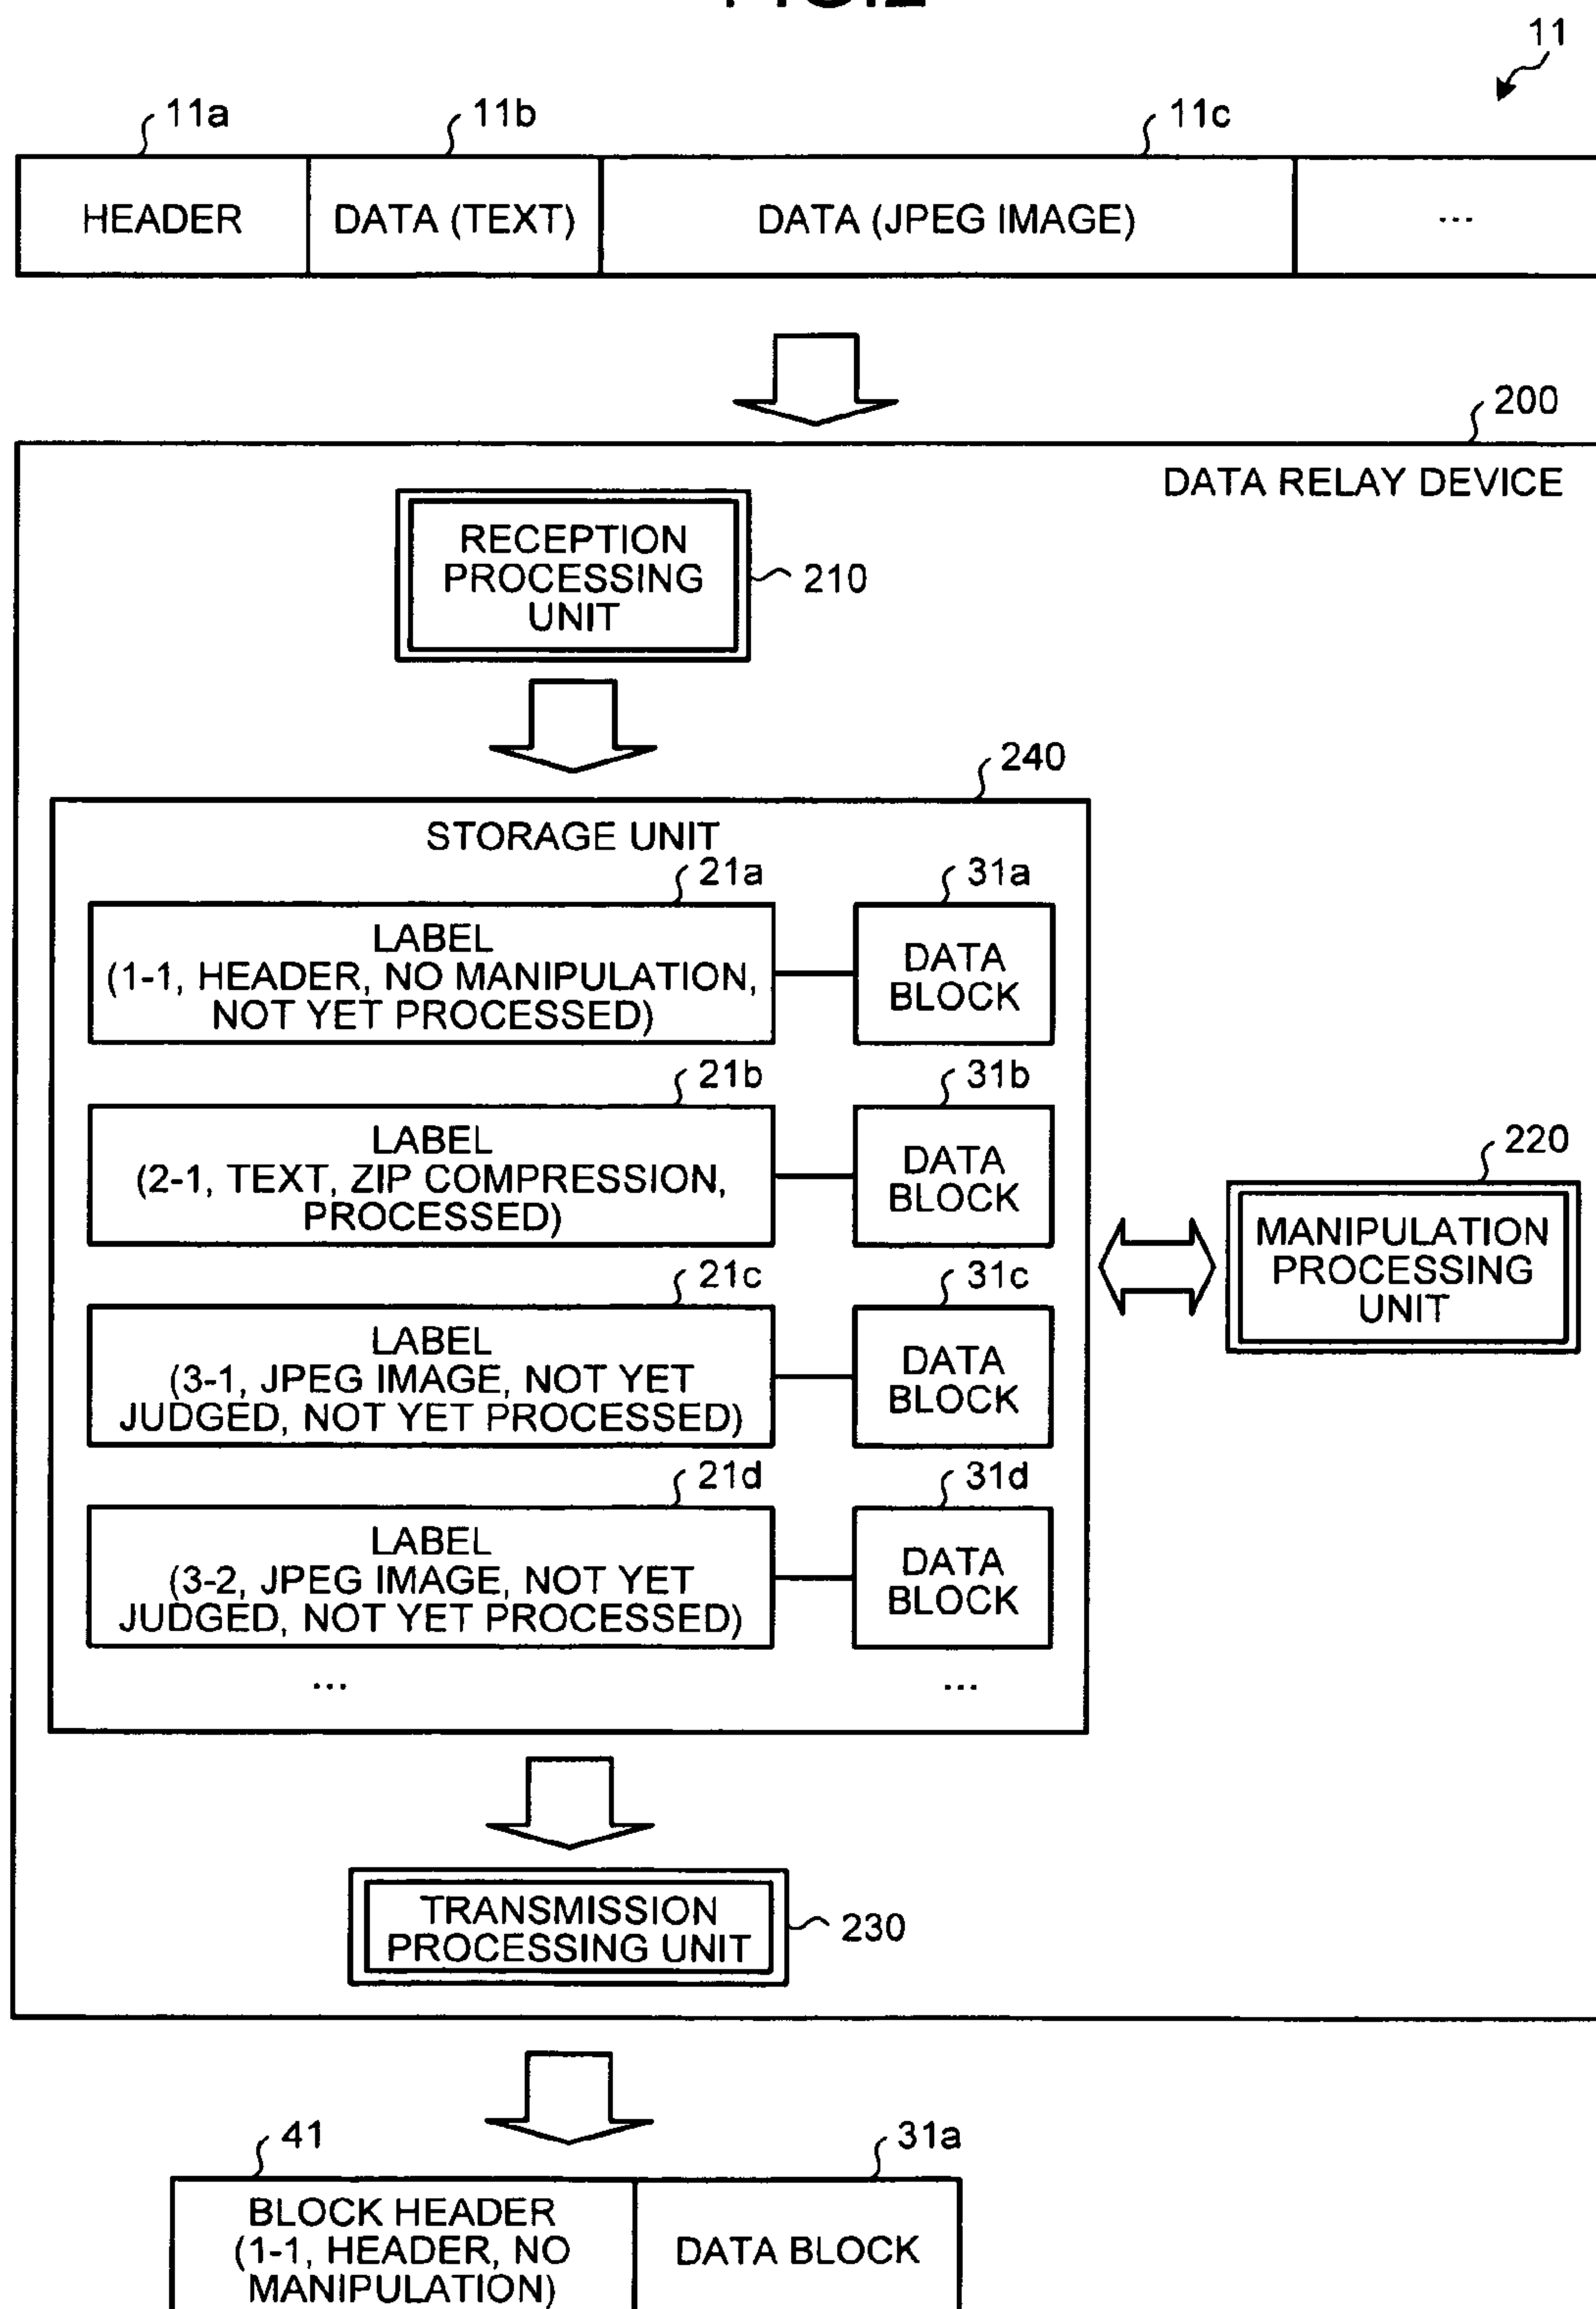 11
11a
11b
11c
HEADER
DATA (TEXT)
DATA (JPEG IMAGE)
...
200
DATA RELAY DEVICE
RECEPTION
PROCESSING
UNIT
210
240
STORAGE UNIT
21a
31a
LABEL
(1-1, HEADER, NO MANIPULATION,
NOT YET PROCESSED)
DATA
BLOCK
21b
31b
LABEL
(2-1, TEXT, ZIP COMPRESSION,
PROCESSED)
DATA
BLOCK
220
MANIPULATION
PROCESSING
UNIT
21c
31c
LABEL
(3-1, JPEG IMAGE, NOT YET
JUDGED, NOT YET PROCESSED)
DATA
BLOCK
21d
31d
LABEL
(3-2, JPEG IMAGE, NOT YET
JUDGED, NOT YET PROCESSED)
DATA
BLOCK
...
...
TRANSMISSION
PROCESSING UNIT
230
41
31a
BLOCK HEADER
(1-1, HEADER, NO
MANIPULATION)
DATA BLOCK